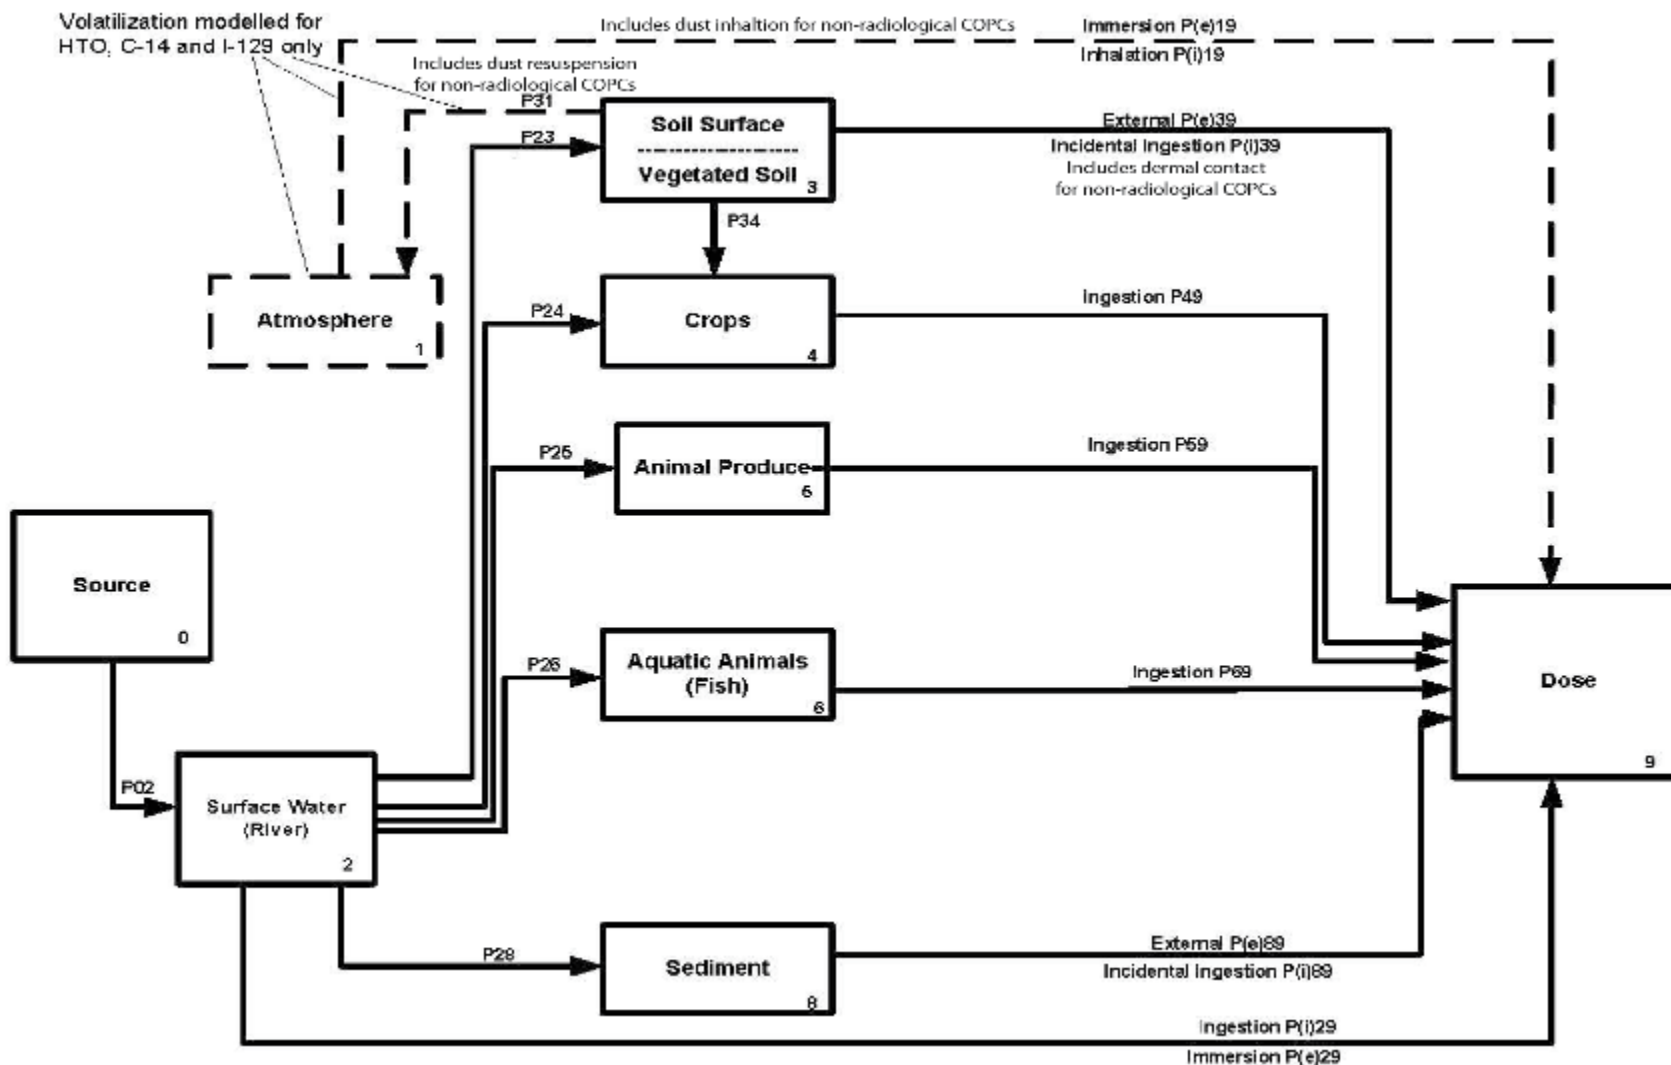 Volatilization modelled for
HTO, C-14 and I-129 only
Includes dust inhaltion for non-radiological COPCs
Immersion P(e)19
Inhalation P(i)19
Includes dust resuspension
for non-radiological COPCs
P31
P23
Soil Surface
Vegetated Soil
3
External P(e)39
Incidental Ingestion P(i)39
Includes dermal contact
for non-radiological COPCs
P34
Atmosphere
1
P24
Crops
4
Ingestion P49
P25
Animal Produce
5
Ingestion P59
Source
0
P26
Aquatic Animals
(Fish)
6
Ingestion P69
Dose
9
P02
Surface Water
(River)
2
P28
Sediment
8
External P(e)89
Incidental Ingestion P(i)89
Ingestion P(i)29
Immersion P(e)29